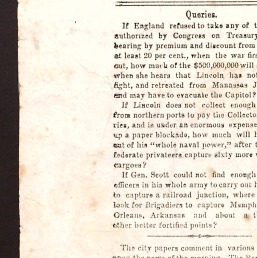 Queries.
If England refused to take any of t
authorized by Congress on Treasury
bearing by premium and discount from
at least 20 per cent., when the war fir
out, how much of the $500,000,000 will
when she hears that Lincoln has not
fight, and retreated from Manassas J
and may have to evacuate the Capitol?
If Lincoln does not collect enough
from northern ports to pay the Collecto
ries, and is under an enormous expense
up a paper blockade, how much will h
out of his "whole naval power," after t
federate privateers capture sixty more v
cargoes?
If Gen. Scott could not find enough
officers in his whole army to carry out h
to capture a railroad junction, where
look for Brigadiers to capture Memph
Orleans, Arkansas and about a t
other better fortified points?
The city papers comment in various